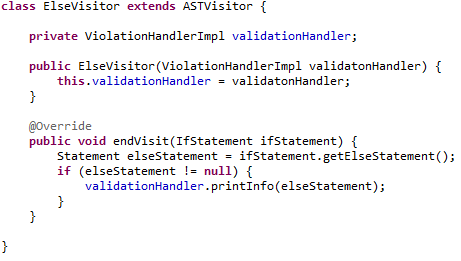 class ElseVisitor extends ASTVisitor {
private ViolationHandlerImpl validationHandler;
public ElseVisitor(ViolationHandlerImpl validatonHandler) {
this.validationHandler = validatonHandler;
}
@Override
public void endVisit(IfStatement ifStatement) {
Statement elseStatement = ifStatement.getElseStatement();
if (elseStatement != null) {
validationHandler.printInfo(elseStatement);
}
}
}